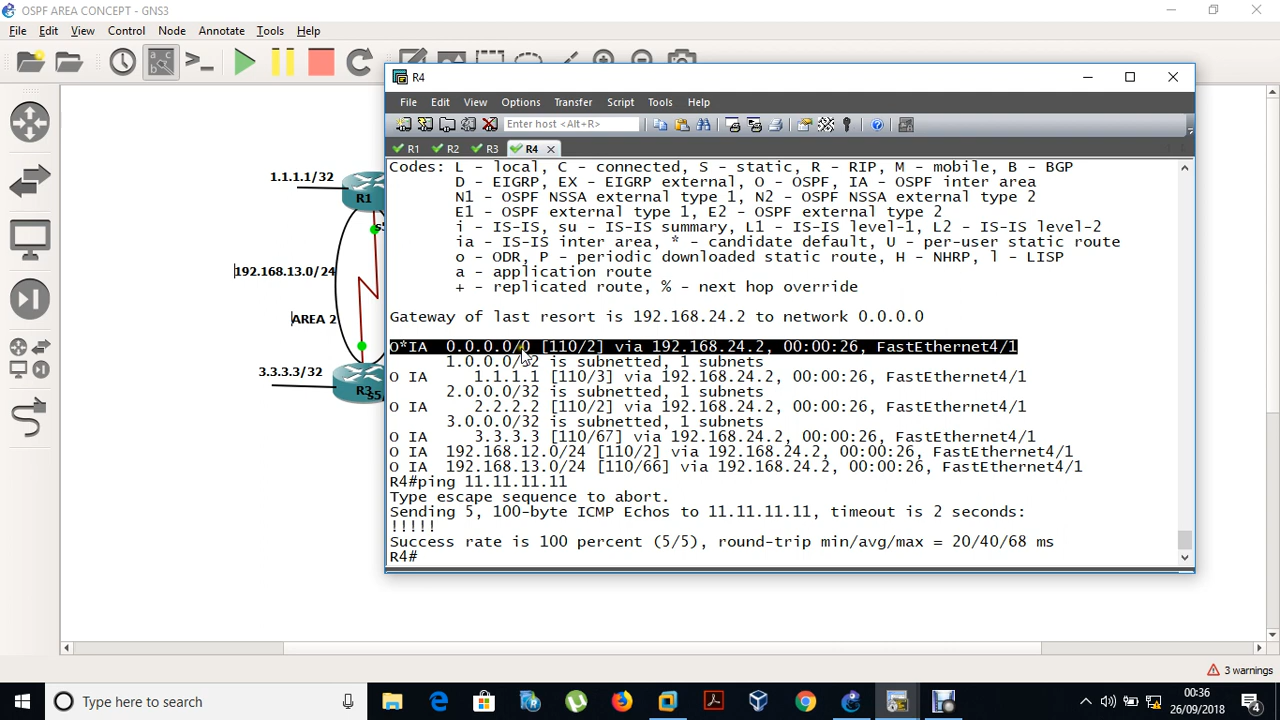 OSPF AREA CONCEPT - GNS3
File Edit View Control Node Annotate Tools Help
R4
File Edit View Options Transfer Script Tools Help
Enter host <Alt+R>
R1 R2 R3 R4
Codes: L - local, C - connected, S - static, R - RIP, M - mobile, B - BGP
D - EIGRP, EX - EIGRP external, O - OSPF, IA - OSPF inter area
N1 - OSPF NSSA external type 1, N2 - OSPF NSSA external type 2
E1 - OSPF external type 1, E2 - OSPF external type 2
i - IS-IS, su - IS-IS summary, L1 - IS-IS level-1, L2 - IS-IS level-2
ia - IS-IS inter area, * - candidate default, U - per-user static route
o - ODR, P - periodic downloaded static route, H - NHRP, l - LISP
a - application route
+ - replicated route, % - next hop override
Gateway of last resort is 192.168.24.2 to network 0.0.0.0
O*IA 0.0.0.0/0 [110/2] via 192.168.24.2, 00:00:26, FastEthernet4/1
1.0.0.0/32 is subnetted, 1 subnets
O IA 1.1.1.1 [110/3] via 192.168.24.2, 00:00:26, FastEthernet4/1
2.0.0.0/32 is subnetted, 1 subnets
O IA 2.2.2.2 [110/2] via 192.168.24.2, 00:00:26, FastEthernet4/1
3.0.0.0/32 is subnetted, 1 subnets
O IA 3.3.3.3 [110/67] via 192.168.24.2, 00:00:26, FastEthernet4/1
O IA 192.168.12.0/24 [110/2] via 192.168.24.2, 00:00:26, FastEthernet4/1
O IA 192.168.13.0/24 [110/66] via 192.168.24.2, 00:00:26, FastEthernet4/1
R4#ping 11.11.11.11
Type escape sequence to abort.
Sending 5, 100-byte ICMP Echos to 11.11.11.11, timeout is 2 seconds:
!!!!!
Success rate is 100 percent (5/5), round-trip min/avg/max = 20/40/68 ms
R4#
1.1.1.1/32
R1
192.168.13.0/24
AREA 2
3.3.3.3/32
R3
3 warnings
Type here to search
00:36
26/09/2018